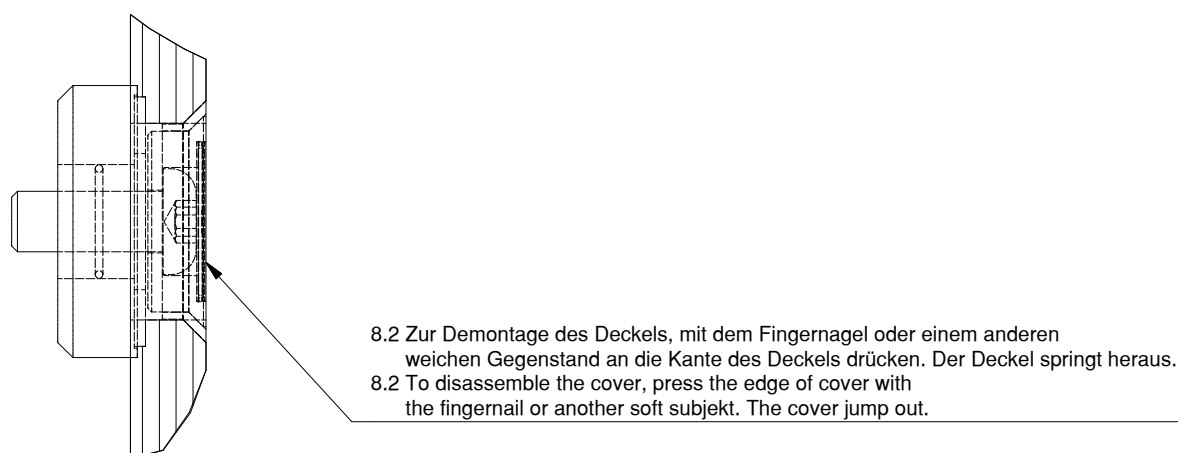 8.2 Zur Demontage des Deckels, mit dem Fingernagel oder einem anderen
weichen Gegenstand an die Kante des Deckels drücken. Der Deckel springt heraus.
8.2 To disassemble the cover, press the edge of cover with
the fingernail or another soft subjekt. The cover jump out.